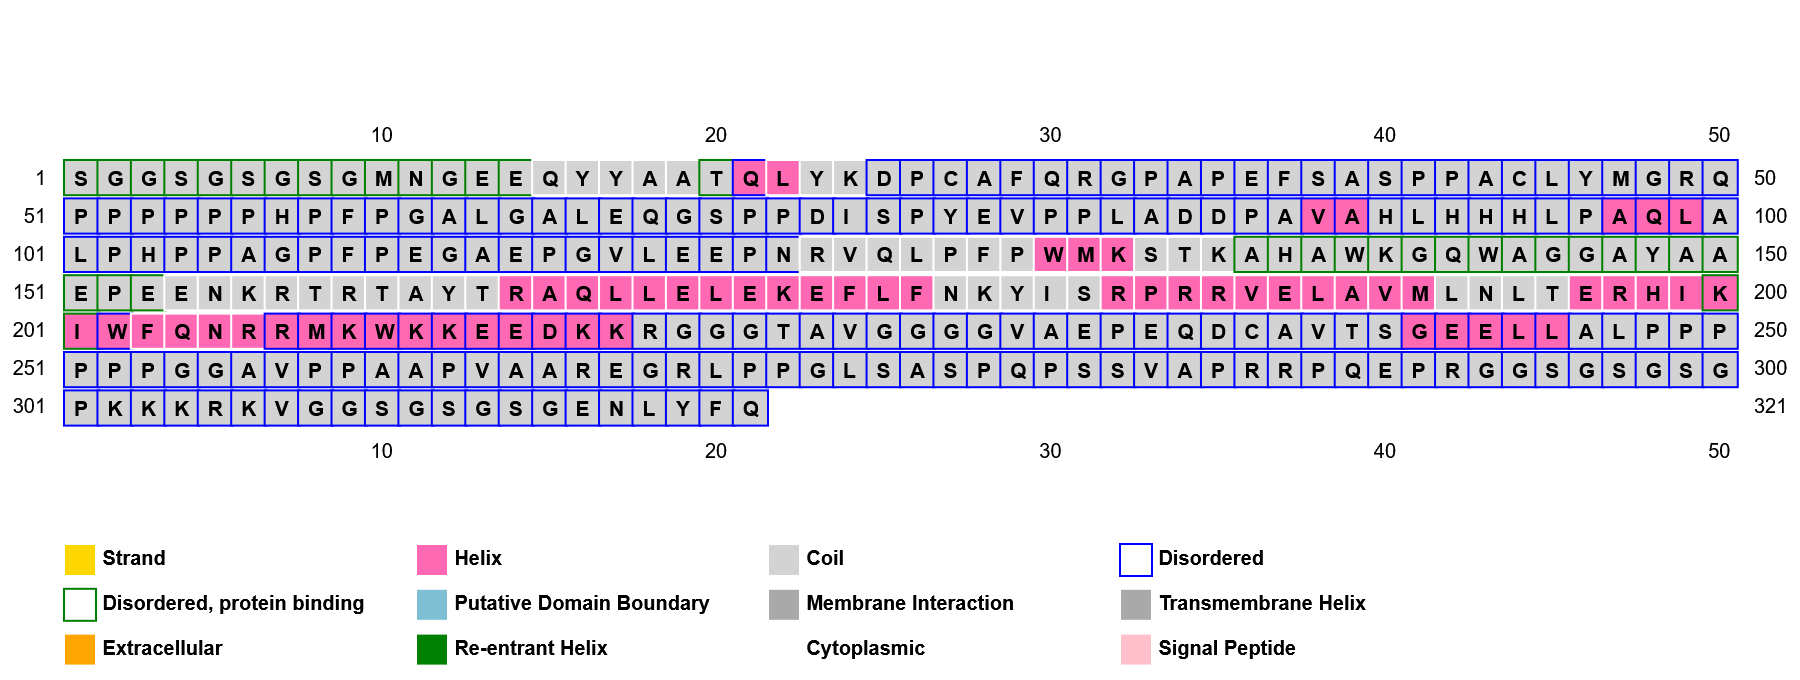 10 20 30 40 50
1 S G G S G S G S G M N G E E Q Y Y A A T Q L Y K D P C A F Q R G P A P E F S A S P P A C L Y M G R Q 50
51 P P P P P P H P F P G A L G A L E Q G S P P D I S P Y E V P P L A D D P A V A H L H H H L P A Q L A 100
101 L P H P P A G P F P E G A E P G V L E E P N R V Q L P F P W M K S T K A H A W K G Q W A G G A Y A A 150
151 E P E E N K R T R T A Y T R A Q L L E L E K E F L F N K Y I S R P R R V E L A V M L N L T E R H I K 200
201 I W F Q N R R M K W K K E E D K K R G G G T A V G G G G V A E P E Q D C A V T S G E E L L A L P P P 250
251 P P P G G A V P P A A P V A A R E G R L P P G L S A S P Q P S S V A P R R P Q E P R G G S G S G S G 300
301 P K K K R K V G G S G S G S G E N L Y F Q 321
10 20 30 40 50
Strand Helix Coil Disordered
Disordered, protein binding Putative Domain Boundary Membrane Interaction Transmembrane Helix
Extracellular Re-entrant Helix Cytoplasmic Signal Peptide